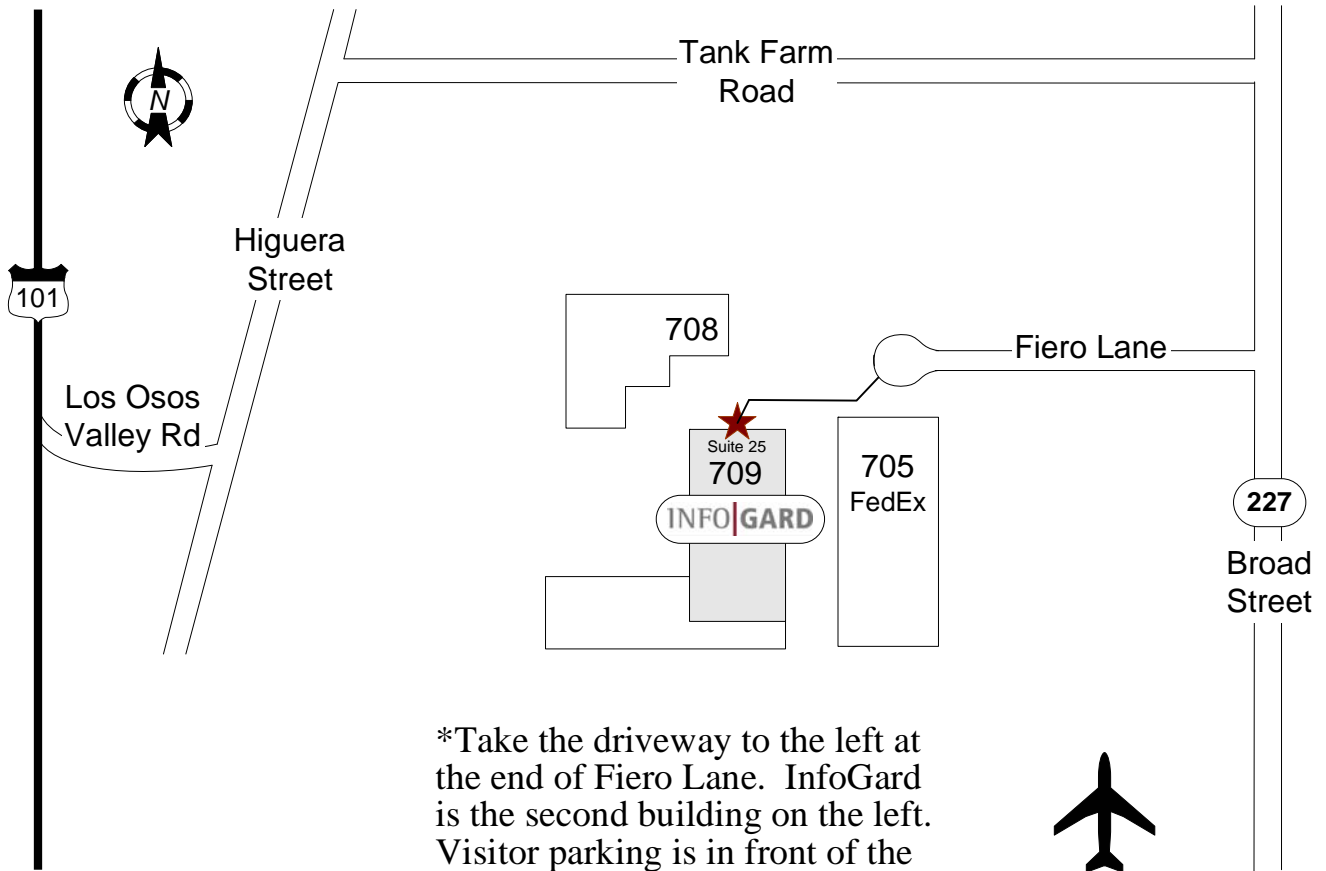 Tank Farm
Road
N
Higuera
Street
101
708
Fiero Lane
Los Osos
Valley Rd
Suite 25
709
705
FedEx
INFO|GARD
227
Broad
Street
*Take the driveway to the left at
the end of Fiero Lane.  InfoGard
is the second building on the left.
Visitor parking is in front of the